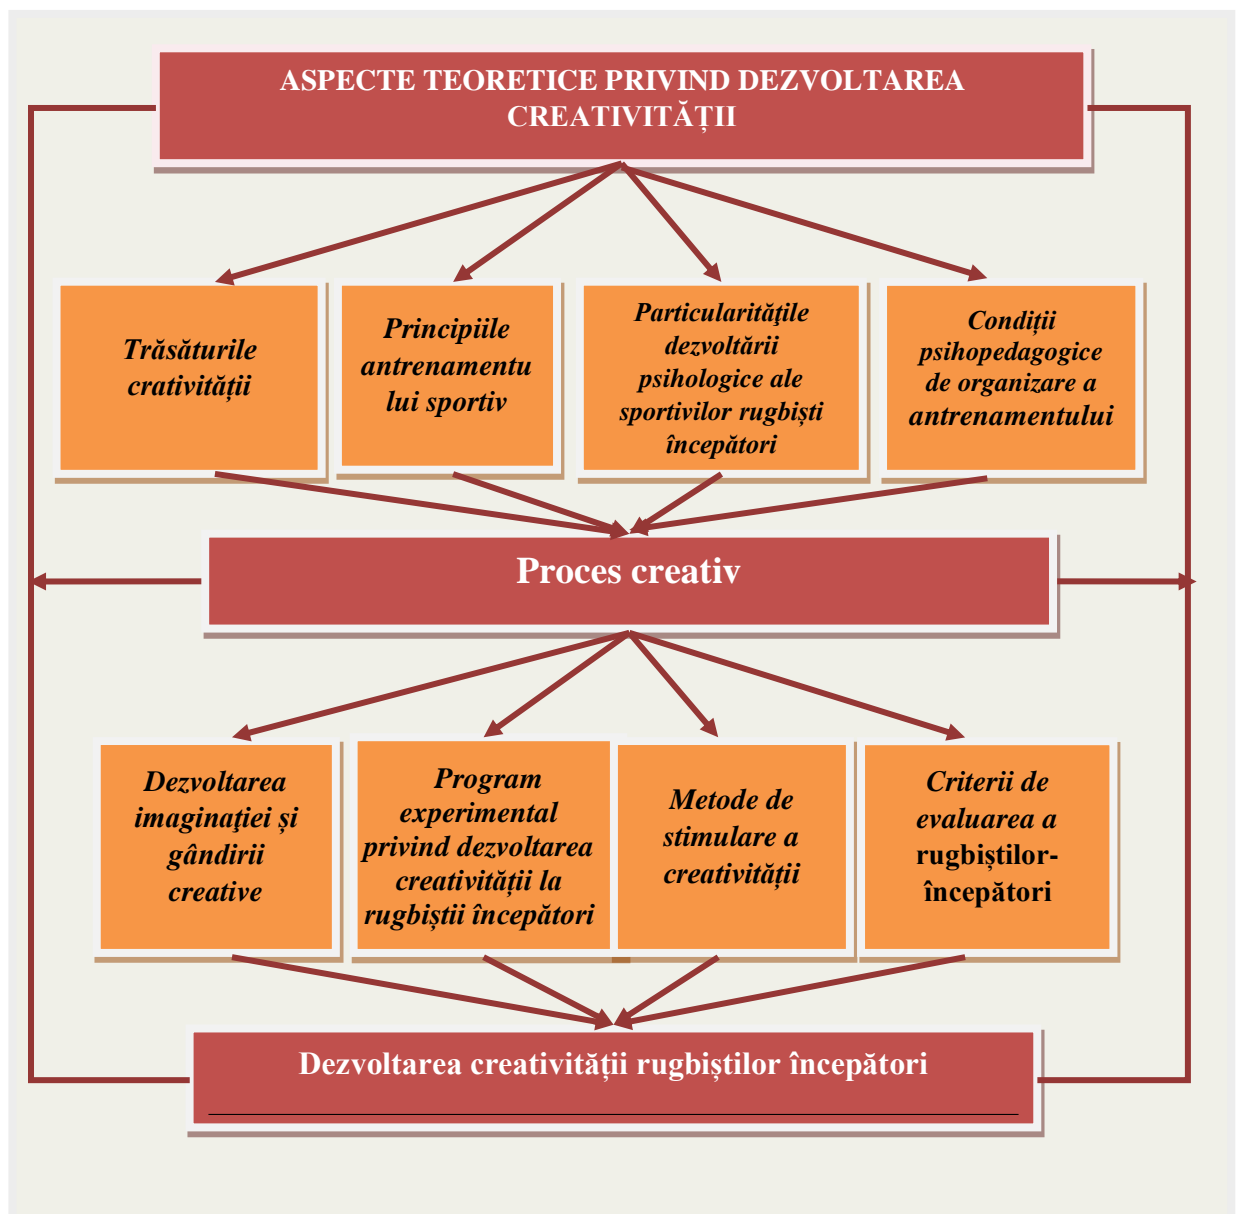 ASPECTE TEORETICE PRIVIND DEZVOLTAREA
CREATIVITĂȚII
Trăsăturile
crativității
Principiile
antrenamentu
lui sportiv
Particularităţile
dezvoltării
psihologice ale
sportivilor rugbiști
începători
Condiții
psihopedagogice
de organizare a
antrenamentului
Proces creativ
Dezvoltarea
imaginaţiei și
gândirii
creative
Program
experimental
privind dezvoltarea
creativității la
rugbiștii începători
Metode de
stimulare a
creativității
Criterii de
evaluarea a
rugbiștilor-
începători
Dezvoltarea creativității rugbiștilor începători